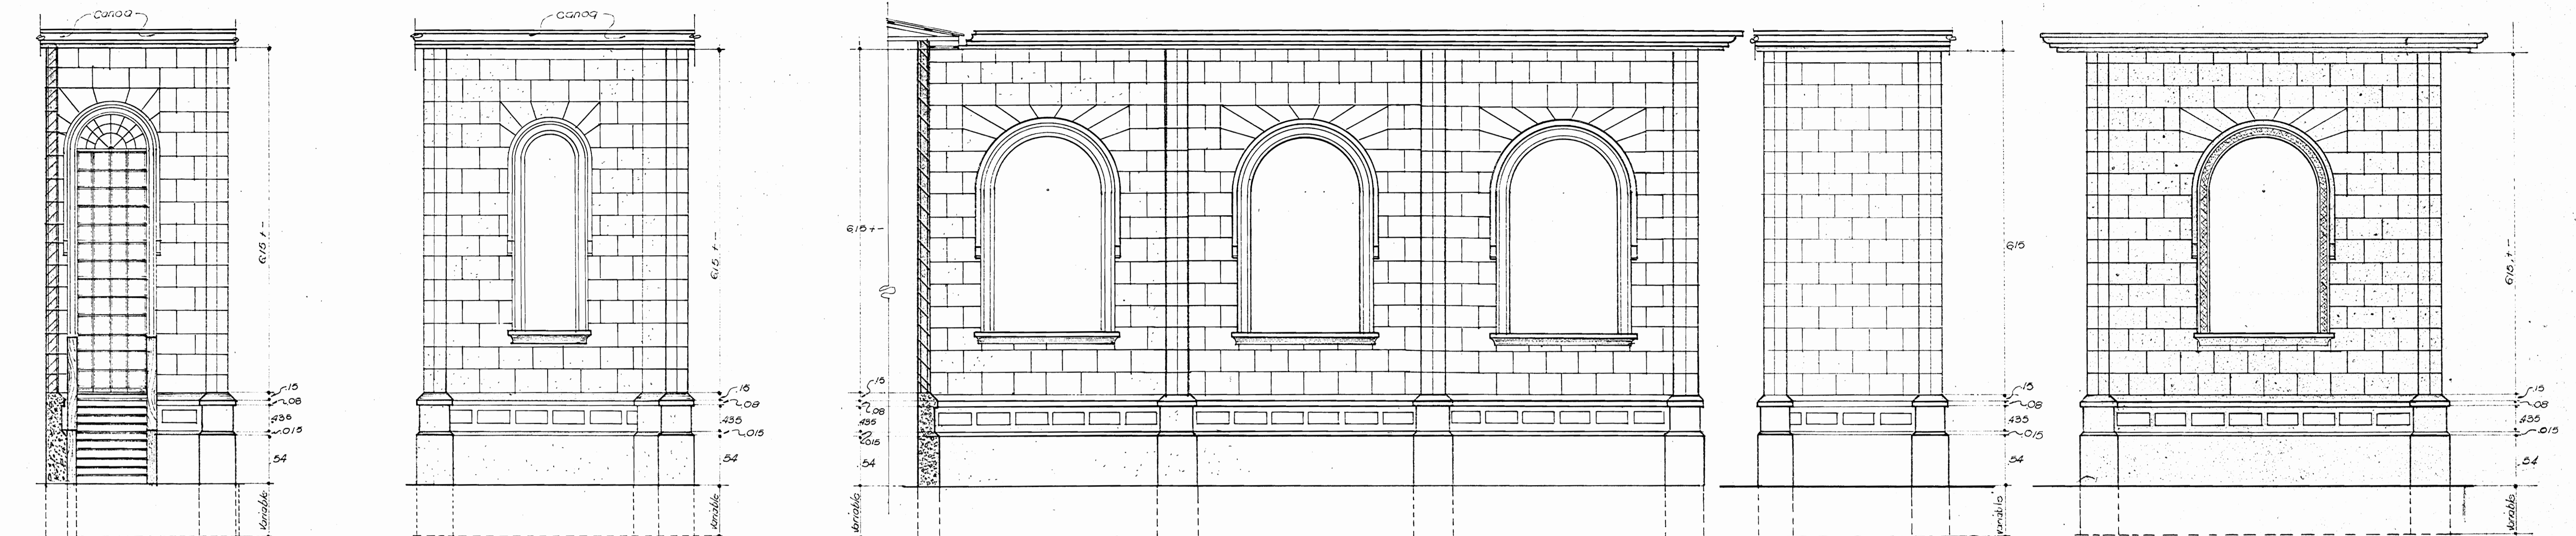 canoa
6,15 + -
.15
.08
.435
.015
.54
variable
canoa
6,15 + -
.15
.08
.435
.015
.54
variable
6,15 + -
.15
.08
.435
.015
.54
variable
6,15
.15
.08
.435
.015
.54
variable
6,15 + -
.15
.08
.435
.015
.54
variable